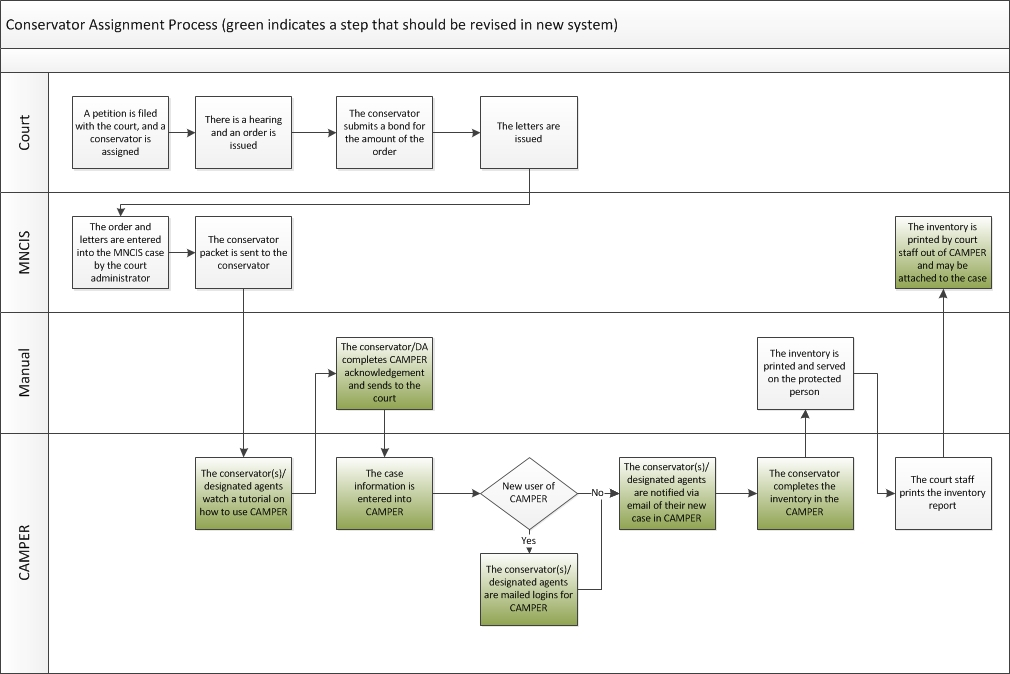 Conservator Assignment Process (green indicates a step that should be revised in new system)
Court
A petition is filed
with the court, and a
conservator is
assigned
There is a hearing
and an order is
issued
The conservator
submits a bond for
the amount of the
order
The letters are
issued
MNCIS
The order and
letters are entered
into the MNCIS case
by the court
administrator
The conservator
packet is sent to the
conservator
The inventory is
printed by court
staff out of CAMPER
and may be
attached to the case
Manual
The conservator/DA
completes CAMPER
acknowledgement
and sends to the
court
The inventory is
printed and served
on the protected
person
CAMPER
The conservator(s)/
designated agents
watch a tutorial on
how to use CAMPER
The case
information is
entered into
CAMPER
New user of
CAMPER
No
Yes
The conservator(s)/
designated agents
are mailed logins for
CAMPER
The conservator(s)/
designated agents
are notified via
email of their new
case in CAMPER
The conservator
completes the
inventory in the
CAMPER
The court staff
prints the inventory
report